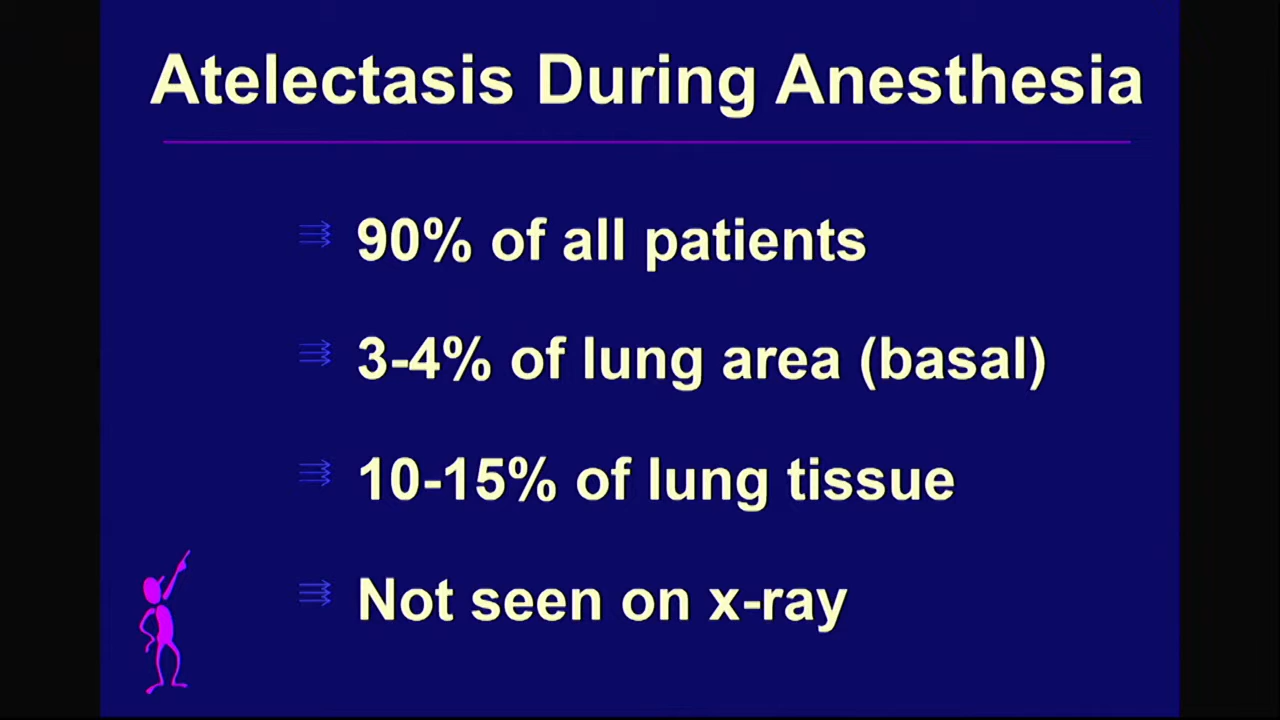 Atelectasis During Anesthesia
90% of all patients
3-4% of lung area (basal)
10-15% of lung tissue
Not seen on x-ray